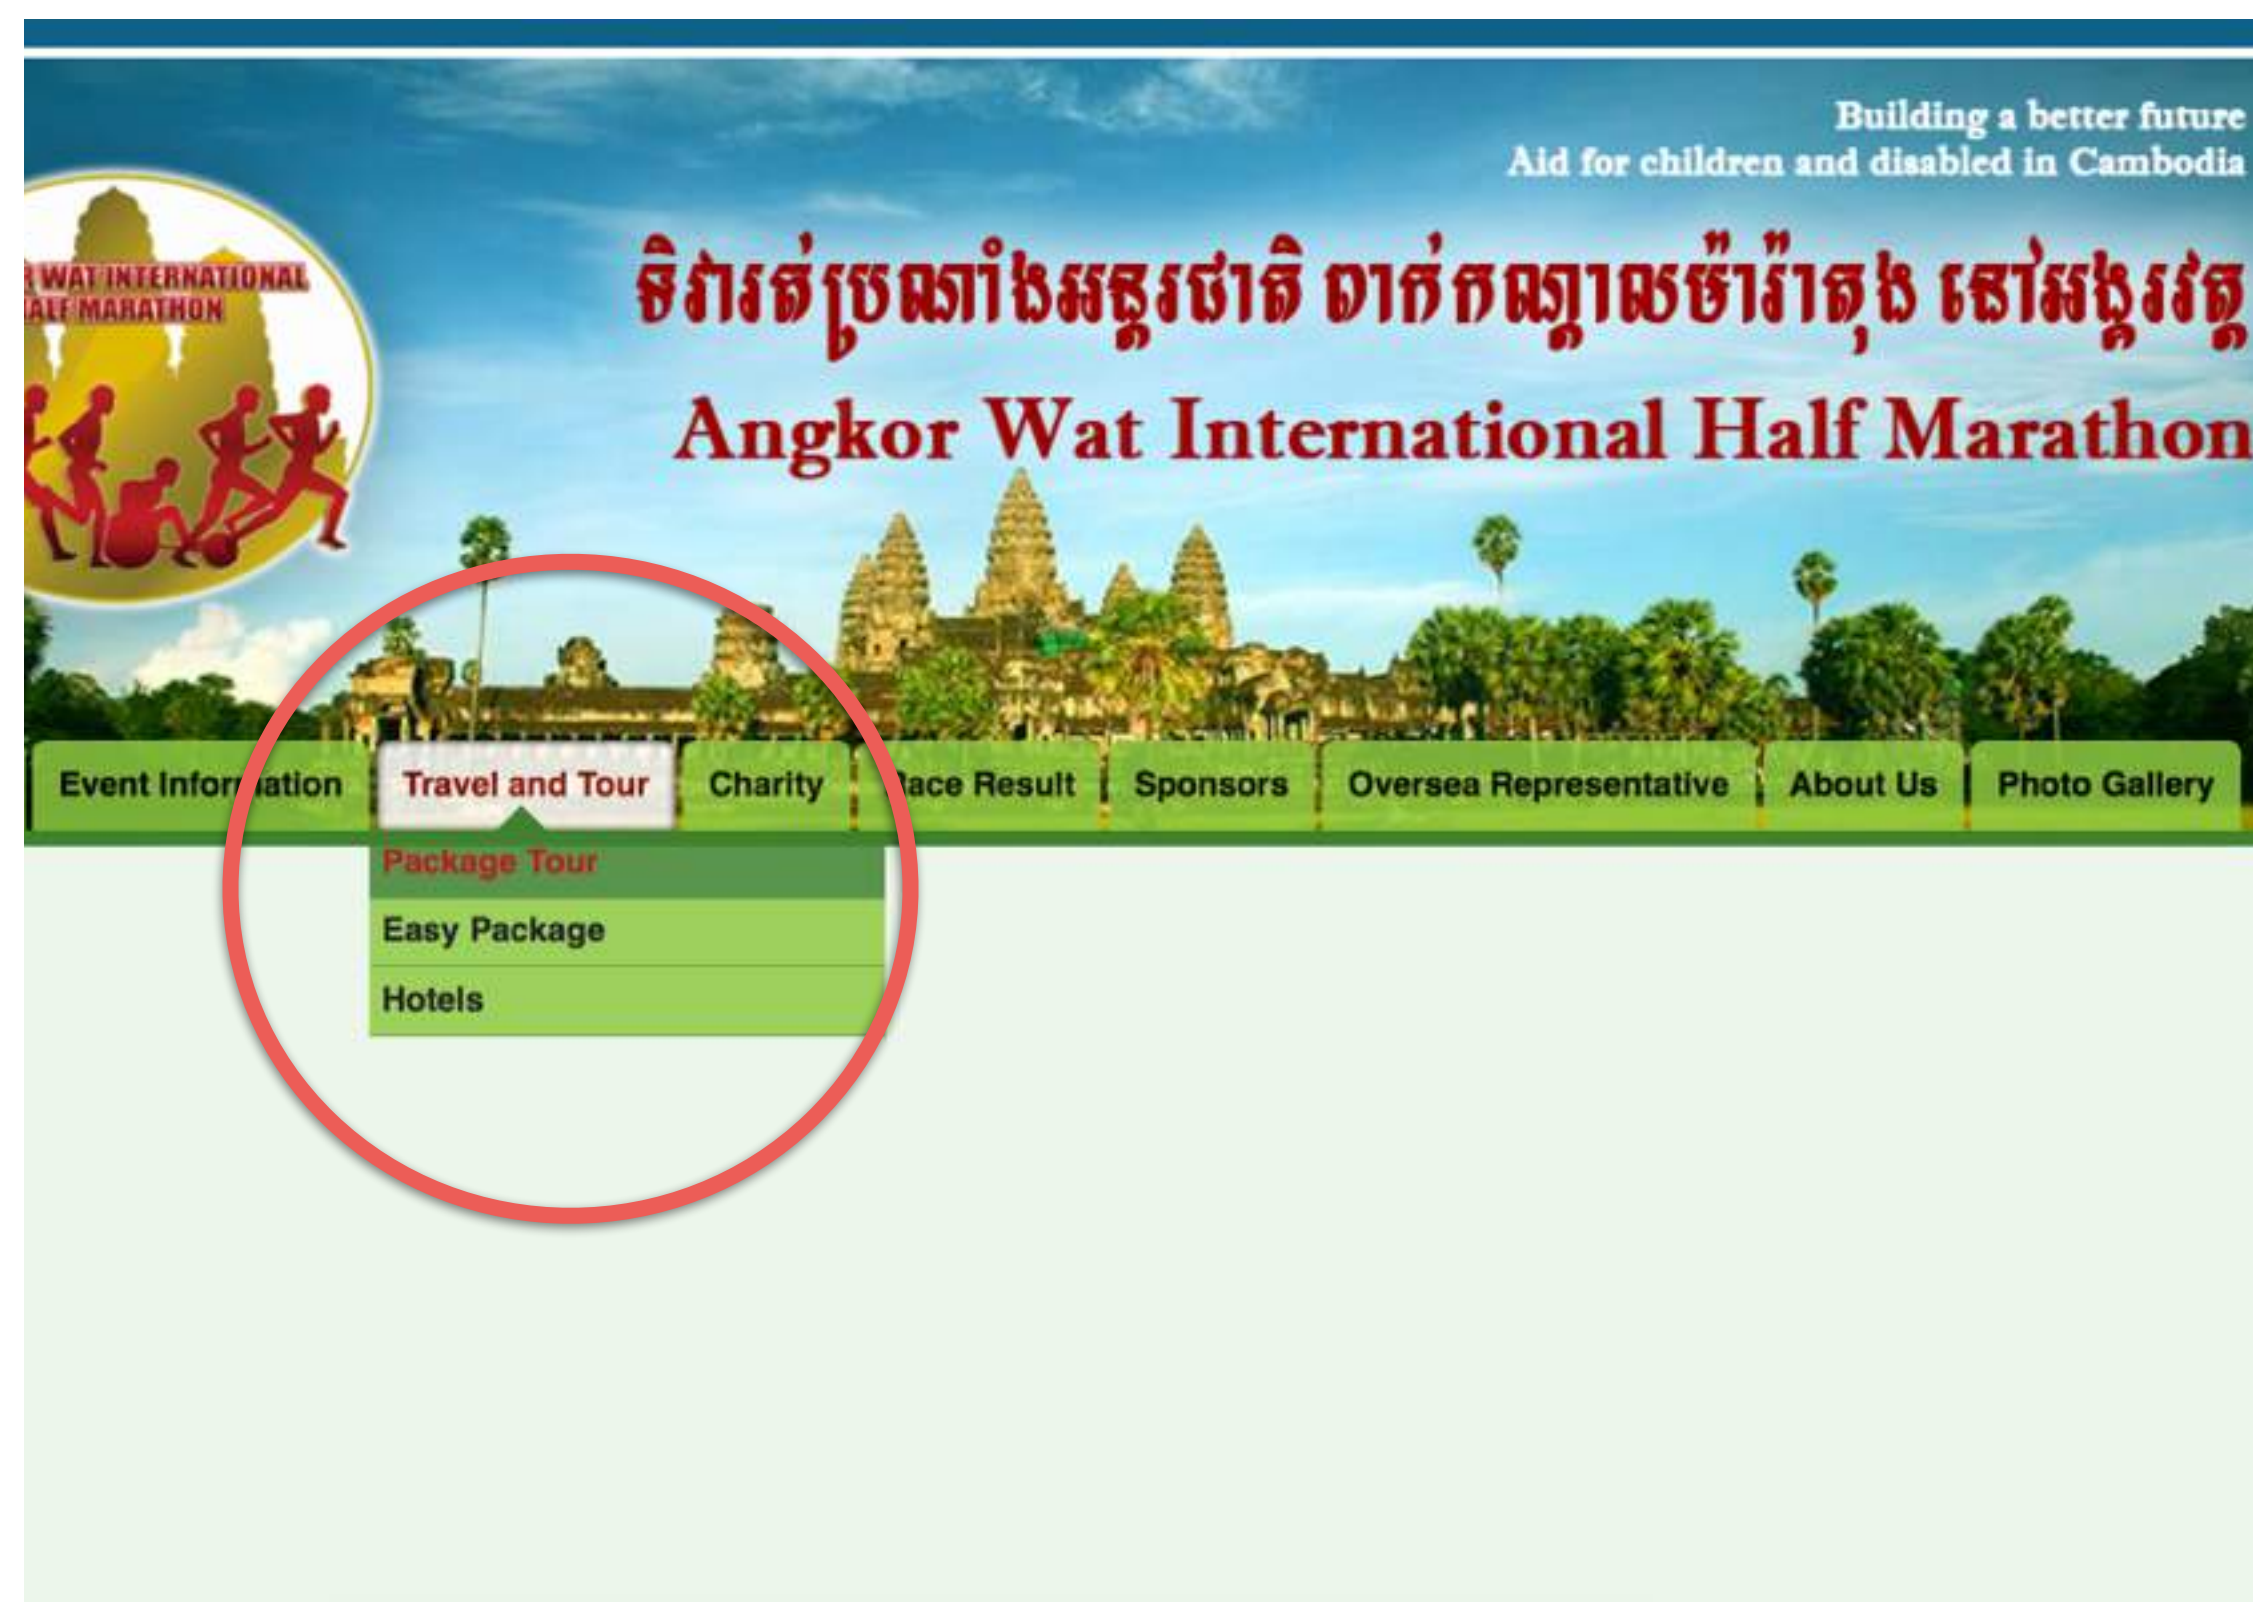 Building a better future
Aid for children and disabled in Cambodia
WAT INTERNATIONAL
MARATHON
ទិវារត់ប្រណាំងអន្តរជាតិ ពាក់កណ្តាលម៉ារ៉ាតុង នៅអង្គរវត្ត
Angkor Wat International Half Marathon
Event Information Travel and Tour Charity Race Result Sponsors Oversea Representative About Us Photo Gallery
Package Tour
Easy Package
Hotels